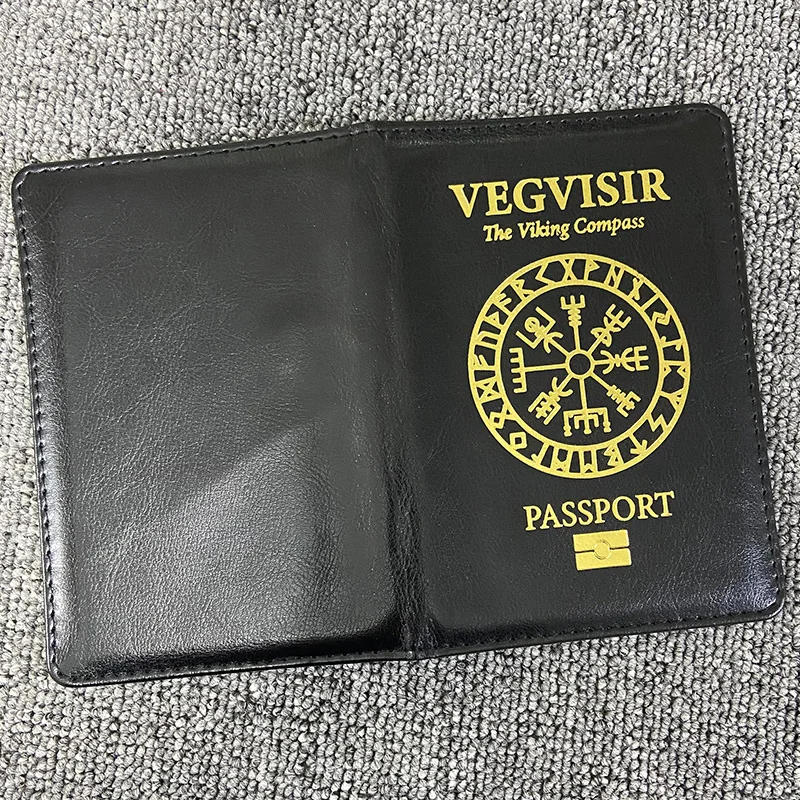 VEGVISIR
The Viking Compass
PASSPORT